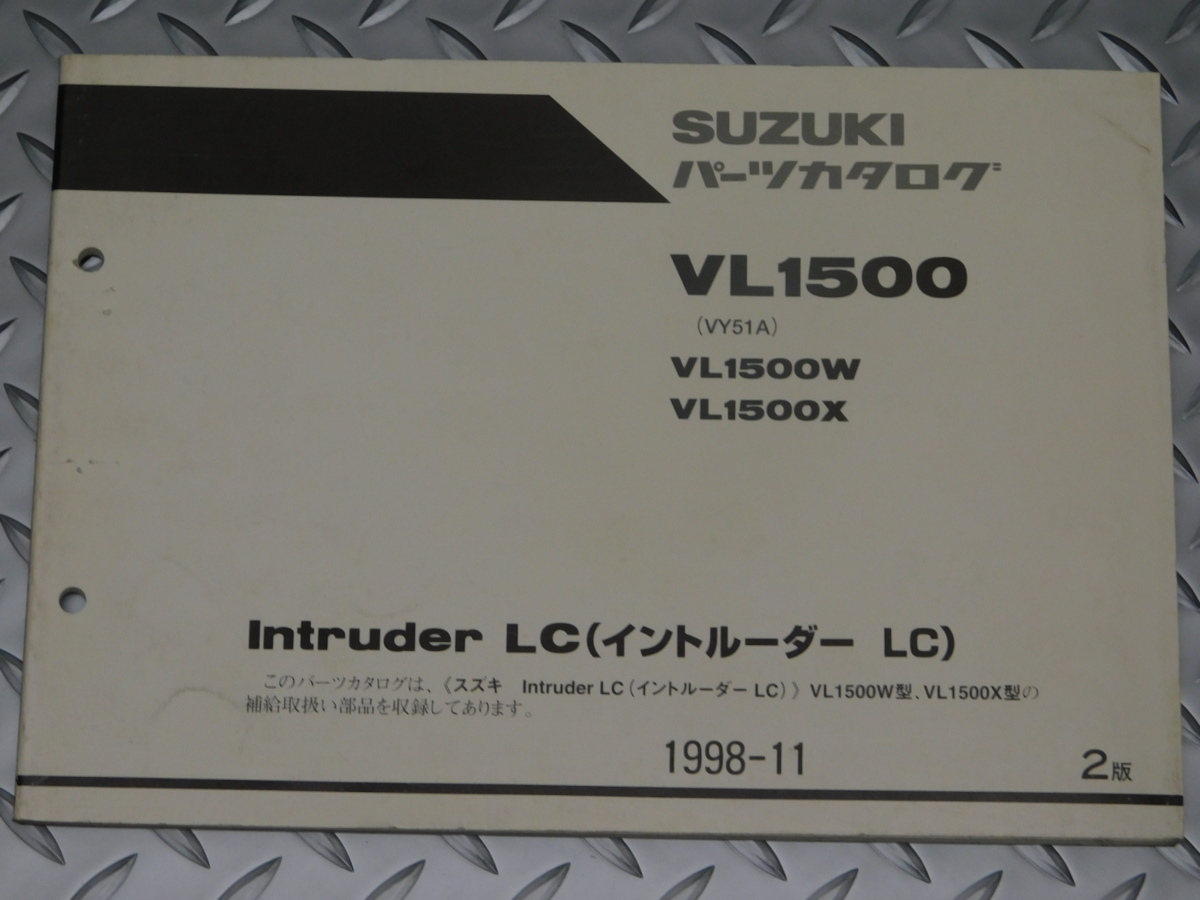 SUZUKI
パーツカタログ
VL1500
(VY51A)
VL1500W
VL1500X
Intruder LC(イントルーダー LC)
このパーツカタログは、《スズキ Intruder LC(イントルーダー LC)》VL1500W型、VL1500X型の
補給取扱い部品を収録してあります。
1998-11
2版